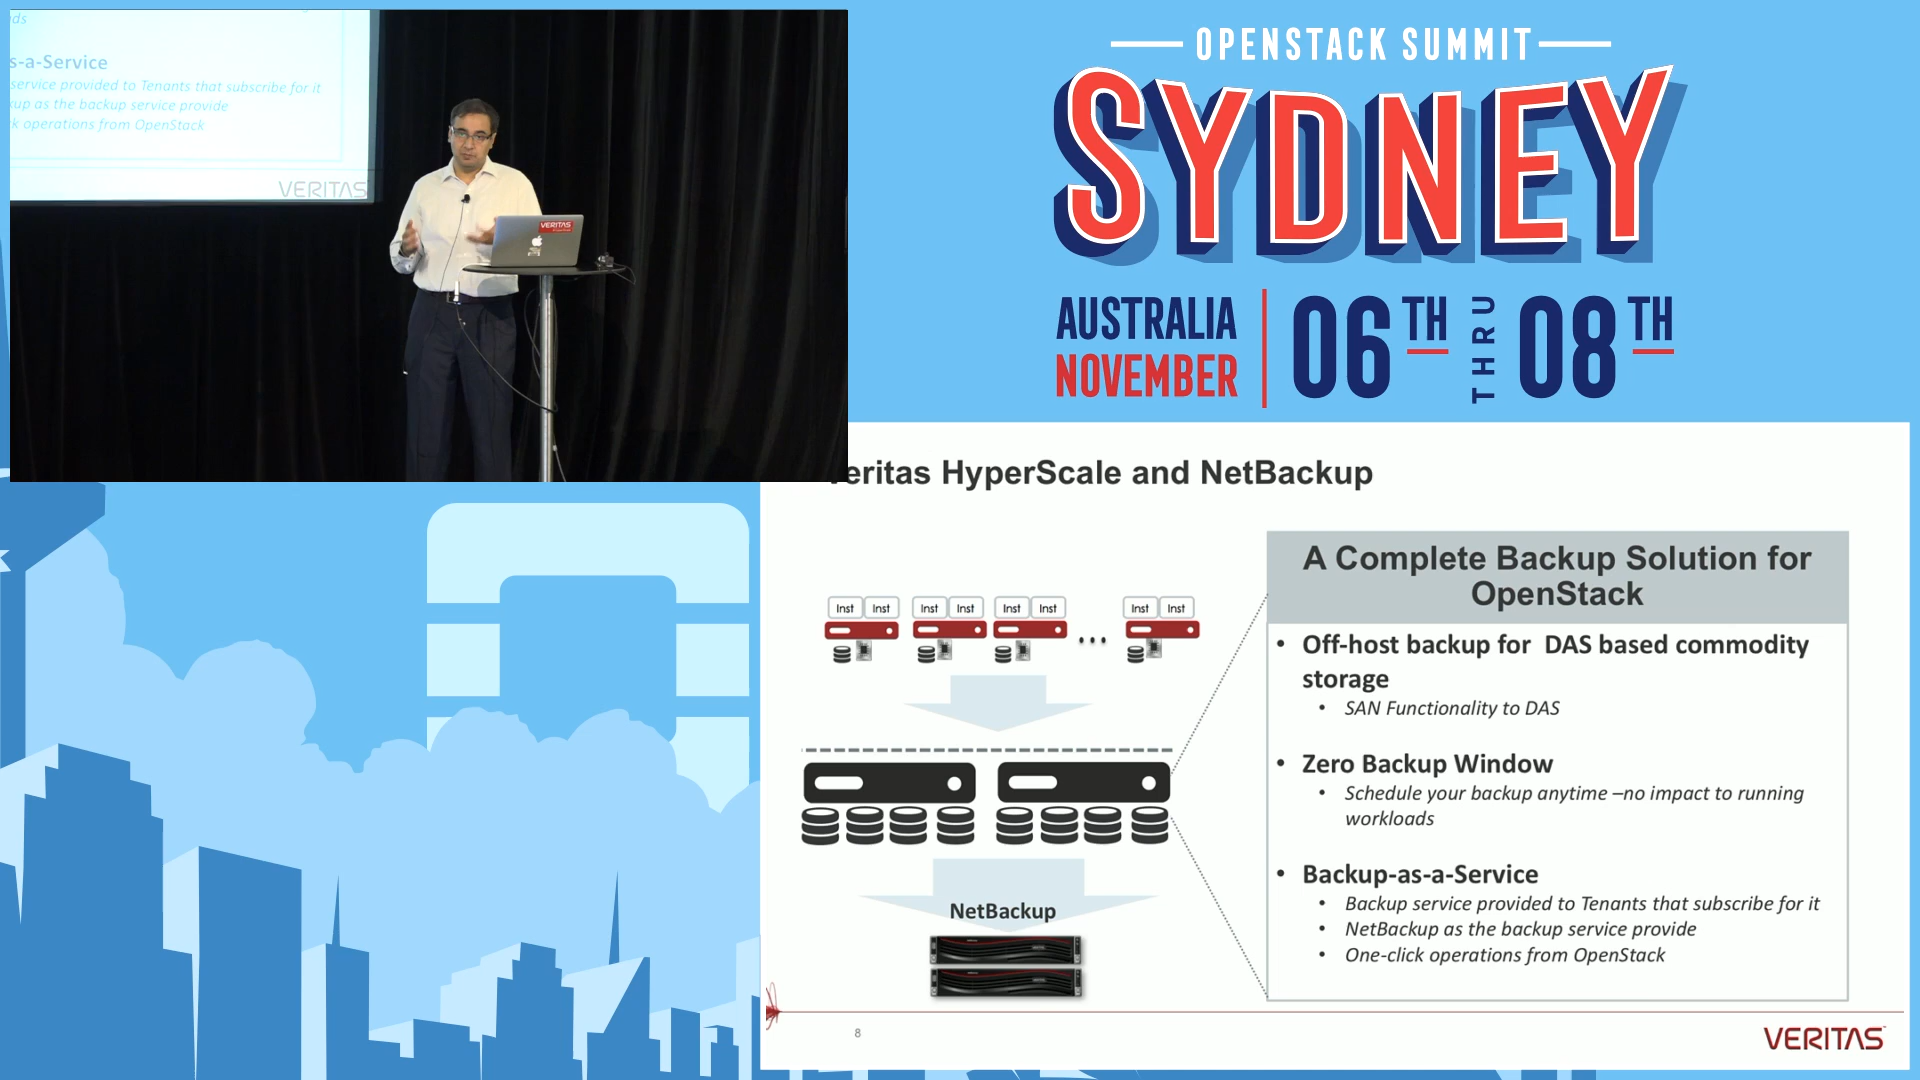 ds
s-a-Service
service provided to Tenants that subscribe for it
kup as the backup service provide
k operations from OpenStack
VERITAS
VERITAS
OPENSTACK SUMMIT
SYDNEY
AUSTRALIA
NOVEMBER
06TH
THRU
08TH
eritas HyperScale and NetBackup
Inst Inst Inst Inst Inst Inst Inst Inst
NetBackup
A Complete Backup Solution for
OpenStack
• Off-host backup for DAS based commodity
storage
• SAN Functionality to DAS
• Zero Backup Window
• Schedule your backup anytime –no impact to running
workloads
• Backup-as-a-Service
• Backup service provided to Tenants that subscribe for it
• NetBackup as the backup service provide
• One-click operations from OpenStack
8
VERITAS